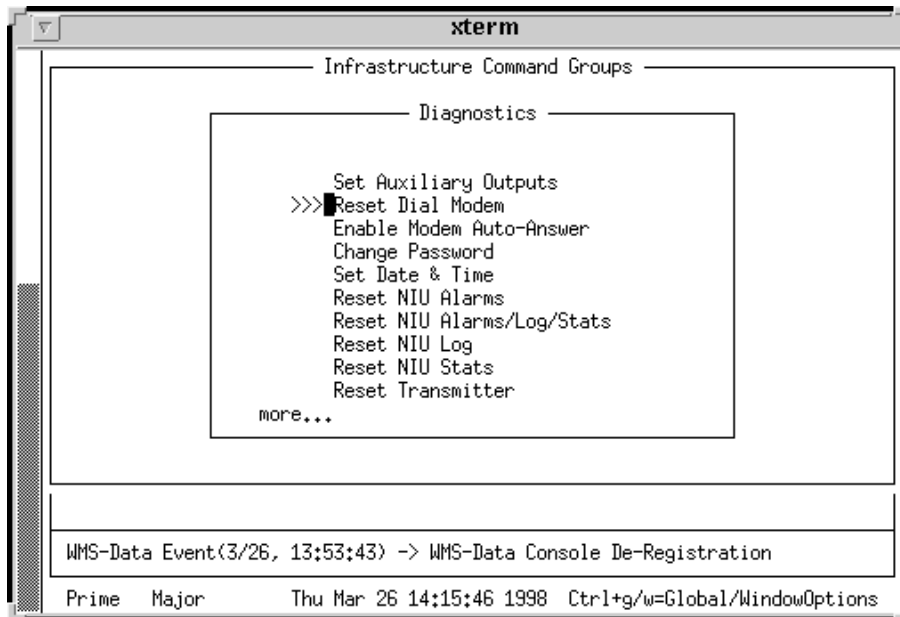 xterm
Infrastructure Command Groups
Diagnostics
Set Auxiliary Outputs
>>> Reset Dial Modem
Enable Modem Auto-Answer
Change Password
Set Date & Time
Reset NIU Alarms
Reset NIU Alarms/Log/Stats
Reset NIU Log
Reset NIU Stats
Reset Transmitter
more...
WMS-Data Event(3/26, 13:53:43) -> WMS-Data Console De-Registration
Prime Major Thu Mar 26 14:15:46 1998 Ctrl+g/w=Global/WindowOptions